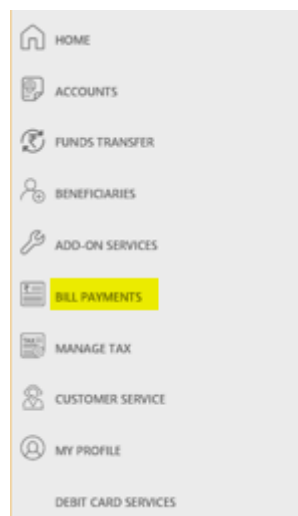 HOME
ACCOUNTS
FUNDS TRANSFER
BENEFICIARIES
ADD-ON SERVICES
BILL PAYMENTS
MANAGE TAX
CUSTOMER SERVICE
MY PROFILE
DEBIT CARD SERVICES